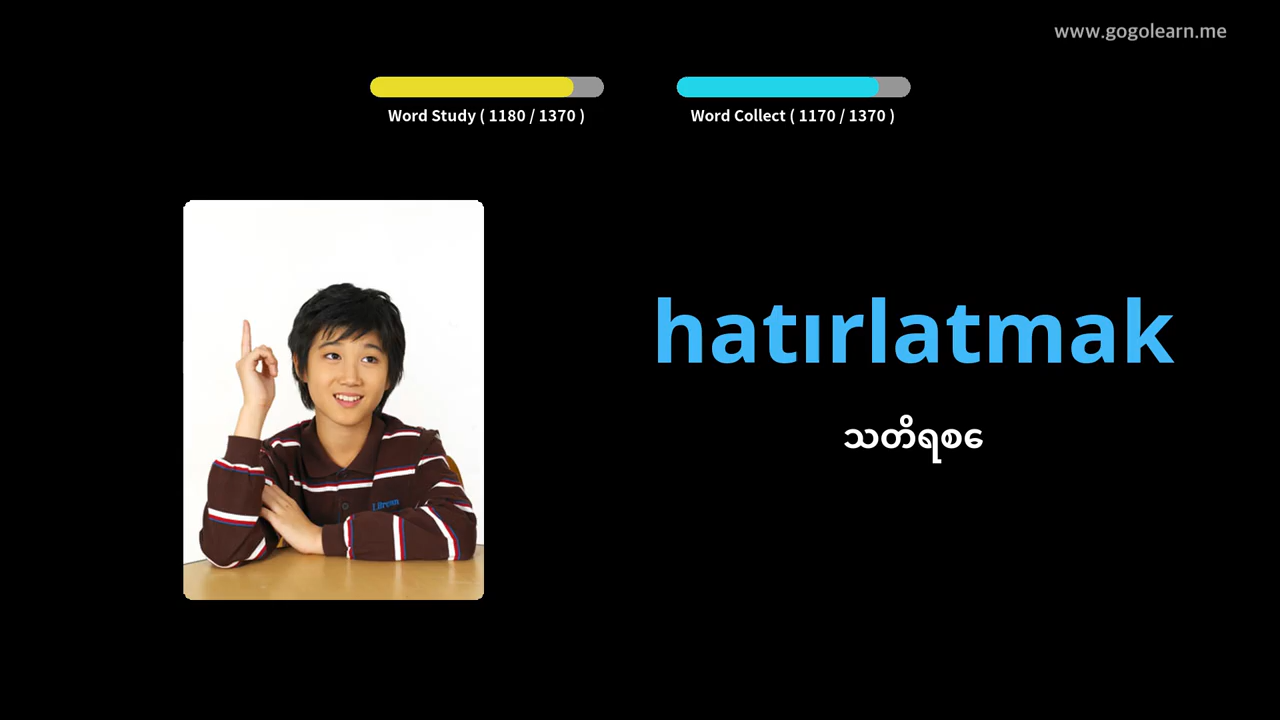 www.gogolearn.me
Word Study ( 1180 / 1370 )
Word Collect ( 1170 / 1370 )
hatırlatmak
သတိရစေ